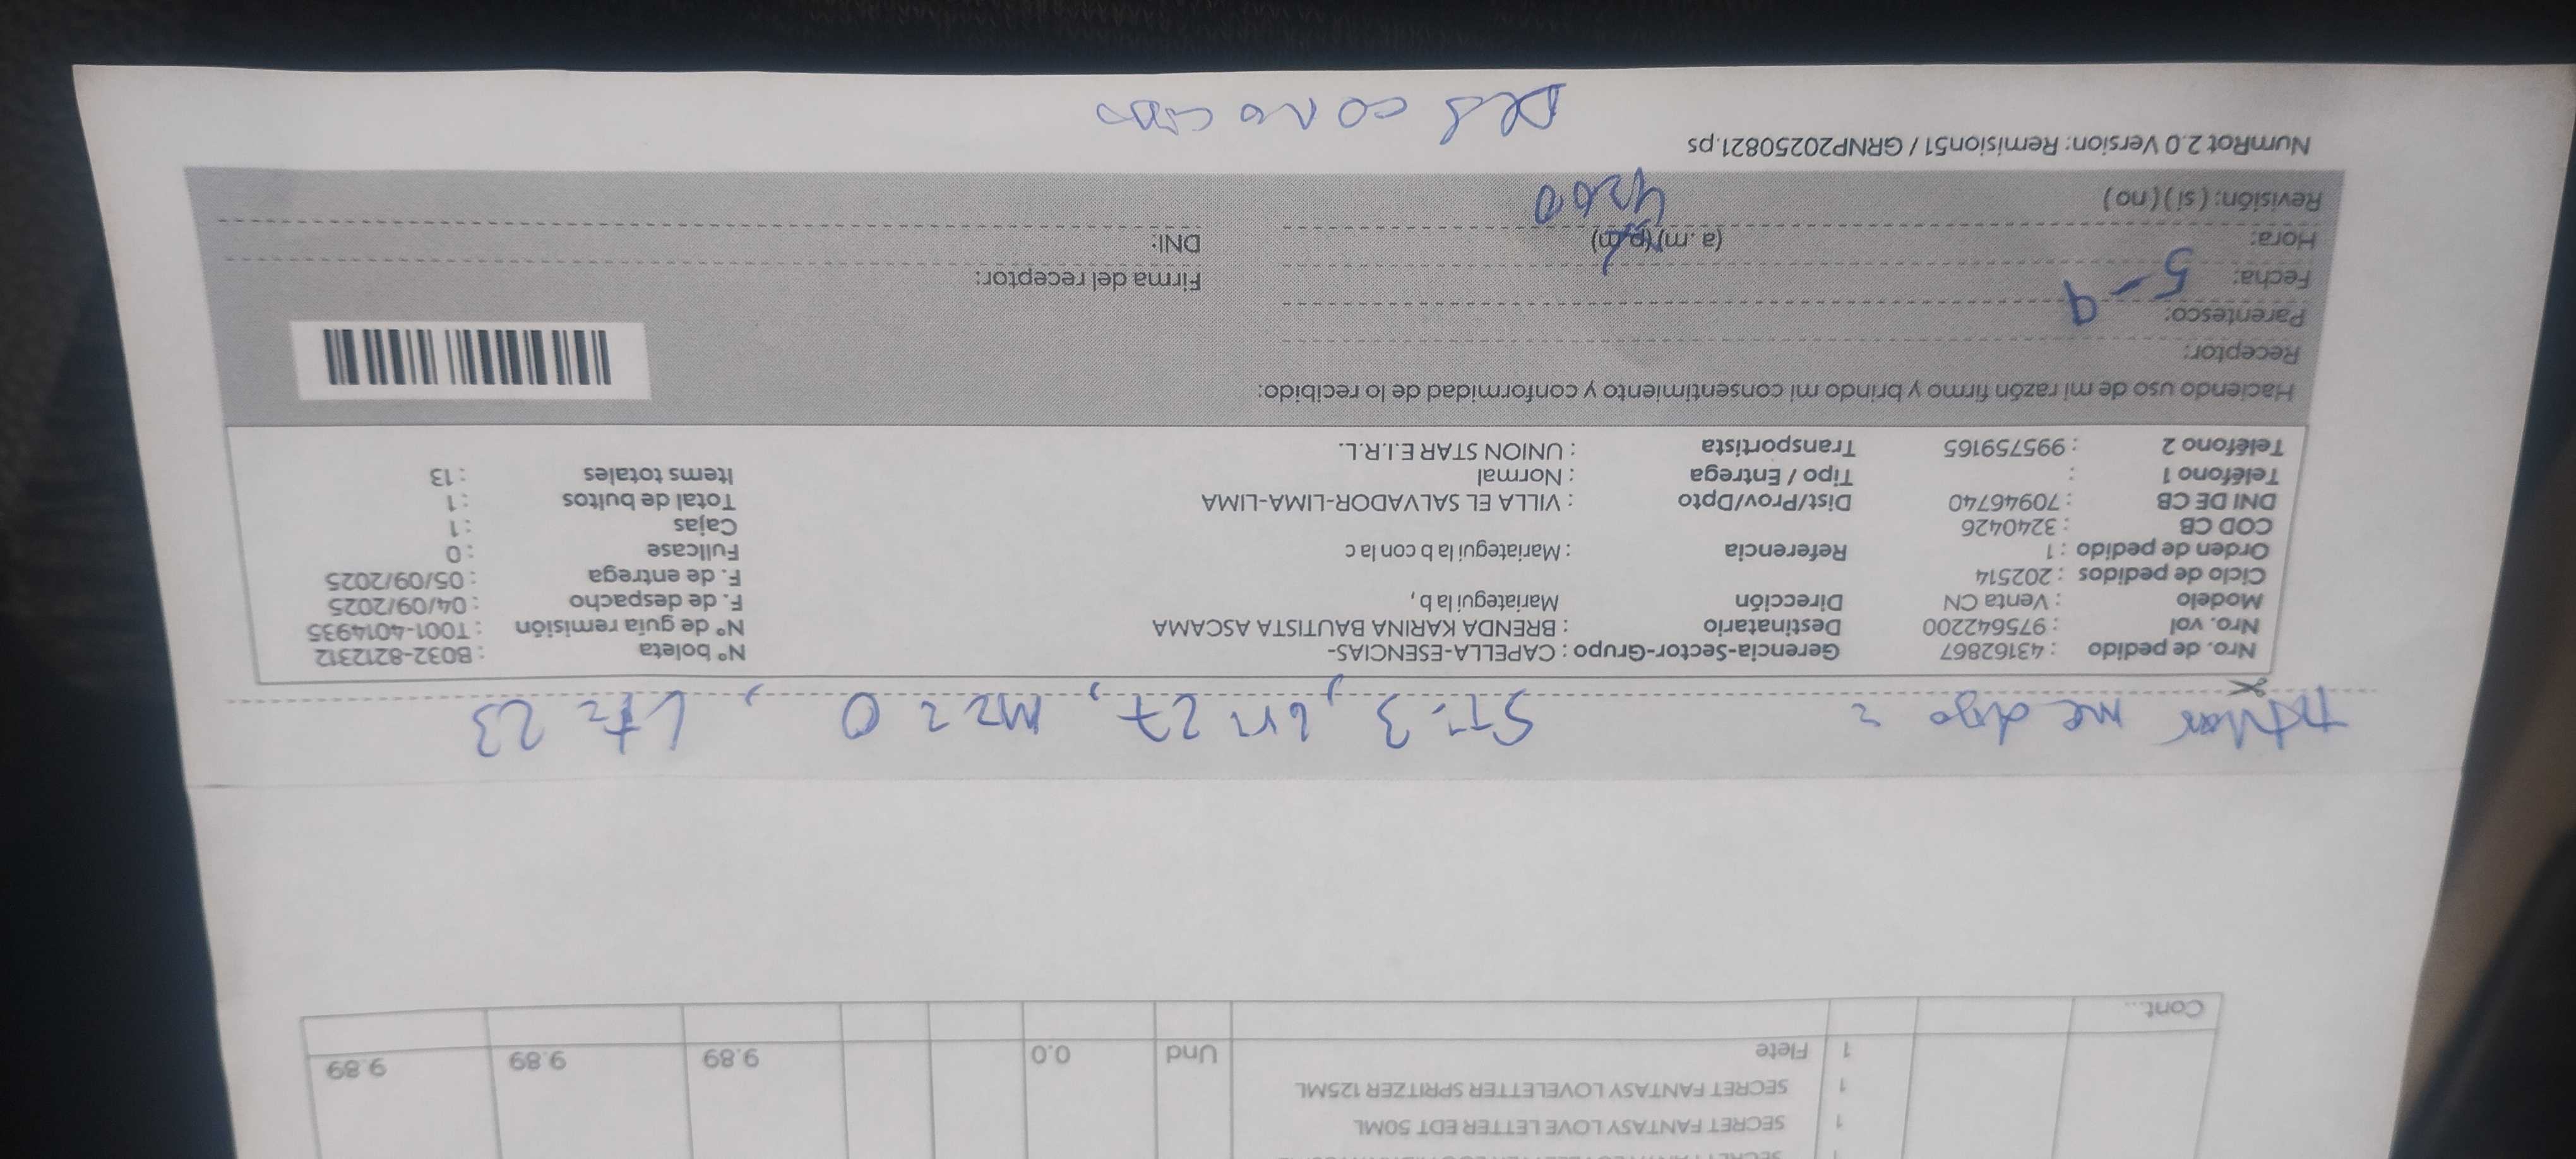 SECRET FANTASY LOVE LETTER EDT 50ML
1
SECRET FANTASY LOVELETTER SPRITZER 125ML
1 Flete Und 0.0 9.89 9.89 9.89
Cont...
me dijo = ST=3, GR=27, MZ=O, LT=23
Nro. de pedido : 43162867 Gerencia-Sector-Grupo : CAPELLA-ESENCIAS- N° boleta : B032-8212312
Nro. vol : 975642200 Destinatario : BRENDA KARINA BAUTISTA ASCAMA N° de guía remisión : T001-4014935
Modelo : Venta CN Dirección Mariategui la b, F. de despacho : 04/09/2025
Ciclo de pedidos : 202514 F. de entrega : 05/09/2025
Orden de pedido : 1 Referencia : Mariategui la b con la c Fullcase : 0
COD CB : 3240426 Cajas : 1
DNI DE CB : 70946740 Dist/Prov/Dpto : VILLA EL SALVADOR-LIMA-LIMA Total de bultos : 1
Teléfono 1 : Tipo / Entrega : Normal Items totales : 13
Teléfono 2 : 995759165 Transportista : UNION STAR E.I.R.L.
Haciendo uso de mi razón firmo y brindo mi consentimiento y conformidad de lo recibido:
Receptor:
Parentesco:
Fecha: 5-9 Firma del receptor:
Hora: (a. m) (p. m) DNI:
Revisión: ( si ) ( no ) 4200
NumRot 2.0 Version: Remision51 / GRNP20250821.ps
Desconocido